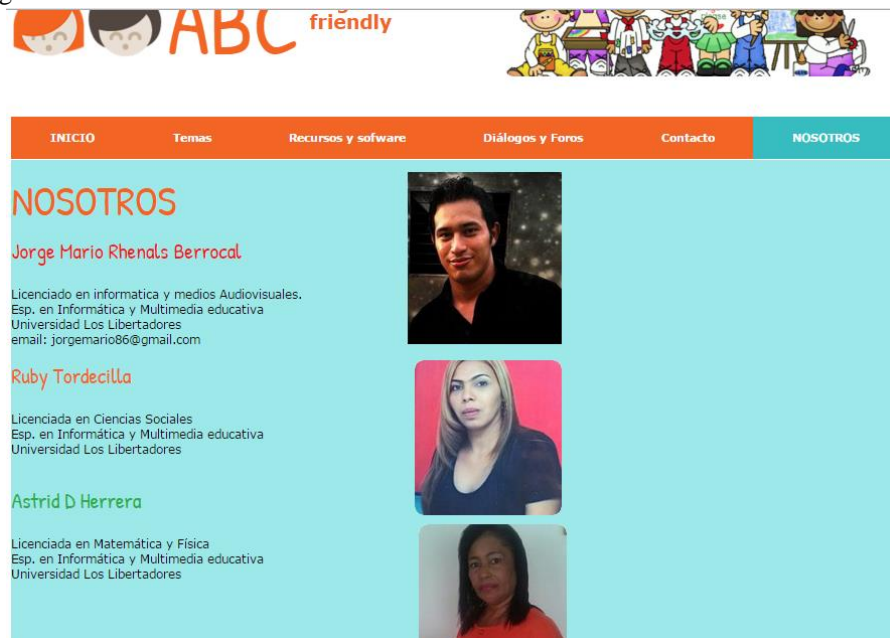 ABC
friendly
INICIO
Temas
Recursos y sofware
Diálogos y Foros
Contacto
NOSOTROS
NOSOTROS
Jorge Mario Rhenals Berrocal
Licenciado en informatica y medios Audiovisuales.
Esp. en Informática y Multimedia educativa
Universidad Los Libertadores
email: jorgemario86@gmail.com
Ruby Tordecilla
Licenciada en Ciencias Sociales
Esp. en Informática y Multimedia educativa
Universidad Los Libertadores
Astrid D Herrera
Licenciada en Matemática y Física
Esp. en Informática y Multimedia educativa
Universidad Los Libertadores